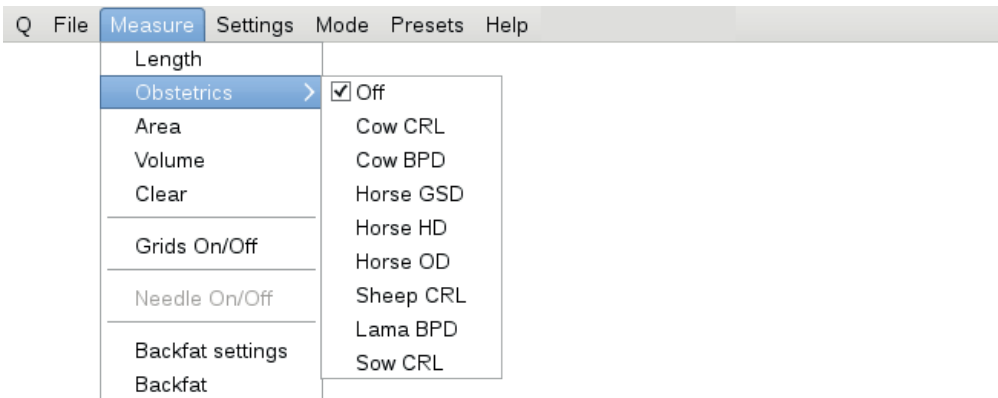 Q File Measure Settings Mode Presets Help
Length
Obstetrics
Area
Volume
Clear
Grids On/Off
Needle On/Off
Backfat settings
Backfat
Off
Cow CRL
Cow BPD
Horse GSD
Horse HD
Horse OD
Sheep CRL
Lama BPD
Sow CRL